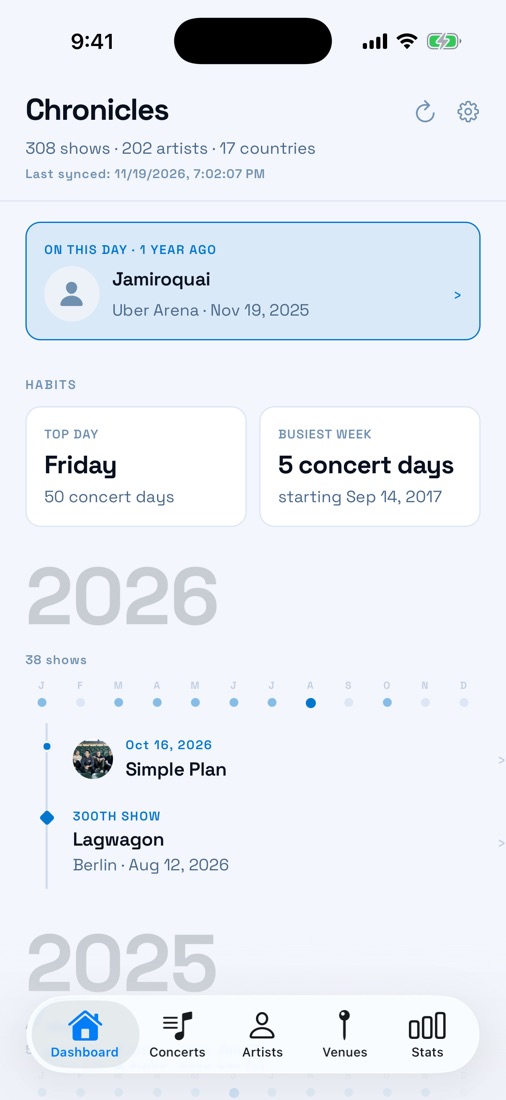 9:41
Chronicles
308 shows · 202 artists · 17 countries
Last synced: 11/19/2026, 7:02:07 PM
ON THIS DAY · 1 YEAR AGO
Jamiroquai
Uber Arena · Nov 19, 2025
>
HABITS
TOP DAY
Friday
50 concert days
BUSIEST WEEK
5 concert days
starting Sep 14, 2017
2026
38 shows
J F M A M J J A S O N D
Oct 16, 2026
Simple Plan
>
300TH SHOW
Lagwagon
Berlin · Aug 12, 2026
>
2025
Dashboard Concerts Artists Venues Stats